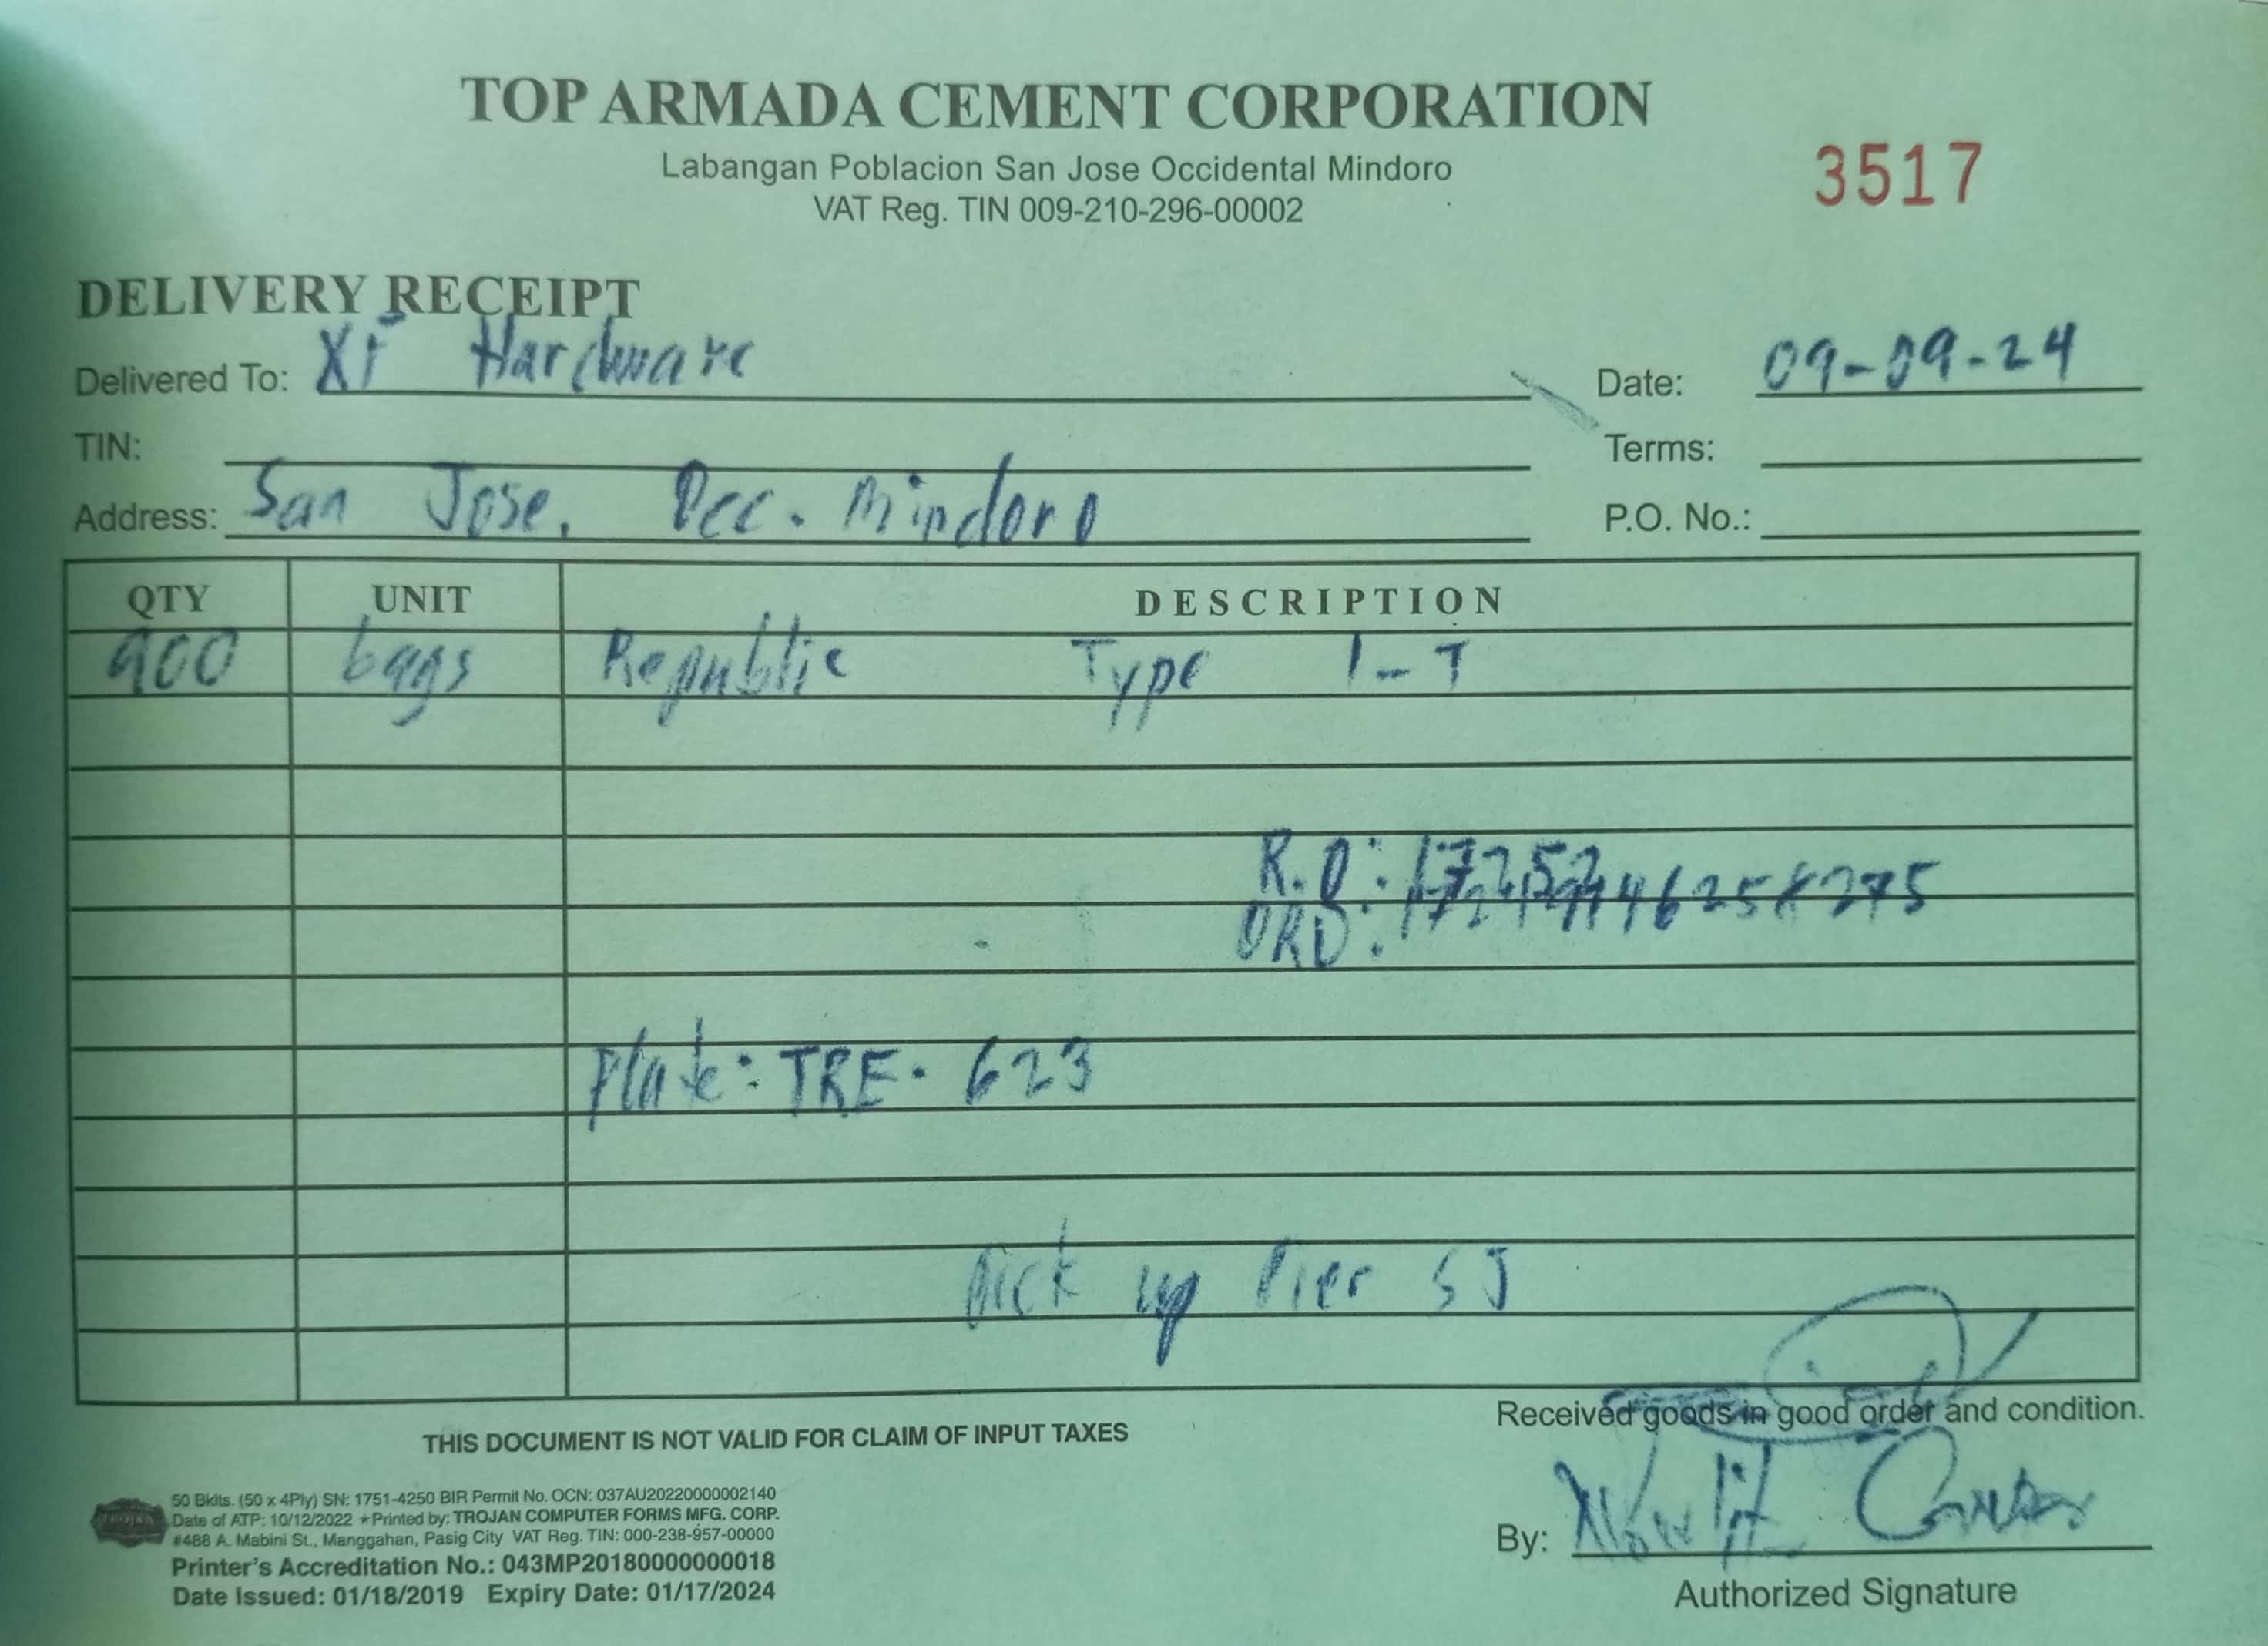 TOP ARMADA CEMENT CORPORATION
Labangan Poblacion San Jose Occidental Mindoro
VAT Reg. TIN 009-210-296-00002
3517
DELIVERY RECEIPT
Delivered To: XF Hardware
Date: 09-09-24
TIN:
Terms:
Address: San Jose, Occ. Mindoro
P.O. No.:
QTY UNIT DESCRIPTION
900 bags Republic Type 1-T
R.O:
ORD:
Plate: TRE. 623
Pick up Pier SJ
Received goods in good order and condition.
THIS DOCUMENT IS NOT VALID FOR CLAIM OF INPUT TAXES
50 Bklts. (50 x 4Ply) SN: 1751-4250 BIR Permit No. OCN: 037AU20220000002140
Date of ATP: 10/12/2022 ★Printed by: TROJAN COMPUTER FORMS MFG. CORP.
#488 A. Mabini St., Manggahan, Pasig City VAT Reg. TIN: 000-238-957-00000
Printer's Accreditation No.: 043MP20180000000018
Date Issued: 01/18/2019 Expiry Date: 01/17/2024
By:
Authorized Signature